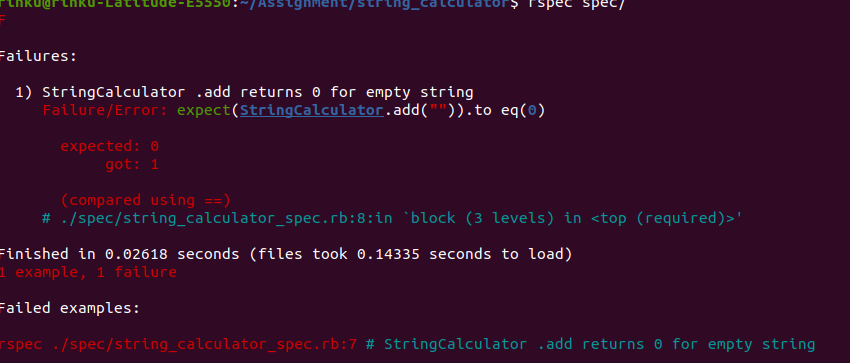 rinku@rinku-Latitude-E5550:~/Assignment/string_calculator$ rspec spec/
F
Failures:
1) StringCalculator .add returns 0 for empty string
Failure/Error: expect(StringCalculator.add("")).to eq(0)
expected: 0
got: 1
(compared using ==)
# ./spec/string_calculator_spec.rb:8:in `block (3 levels) in <top (required)>'
Finished in 0.02618 seconds (files took 0.14335 seconds to load)
1 example, 1 failure
Failed examples:
rspec ./spec/string_calculator_spec.rb:7 # StringCalculator .add returns 0 for empty string